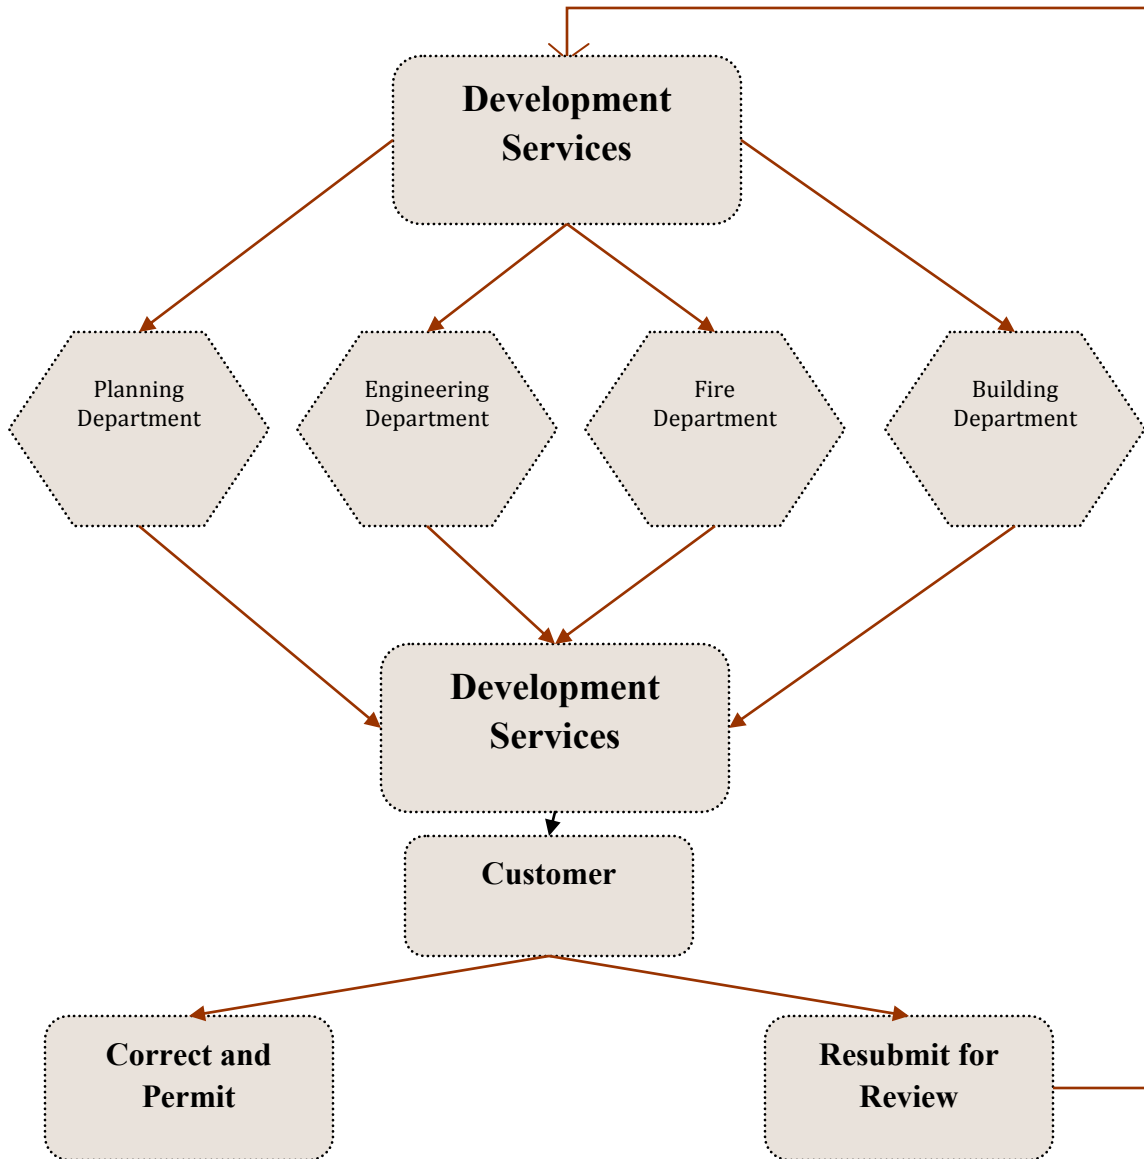 Development
Services
Planning
Department
Engineering
Department
Fire
Department
Building
Department
Development
Services
Customer
Correct and
Permit
Resubmit for
Review